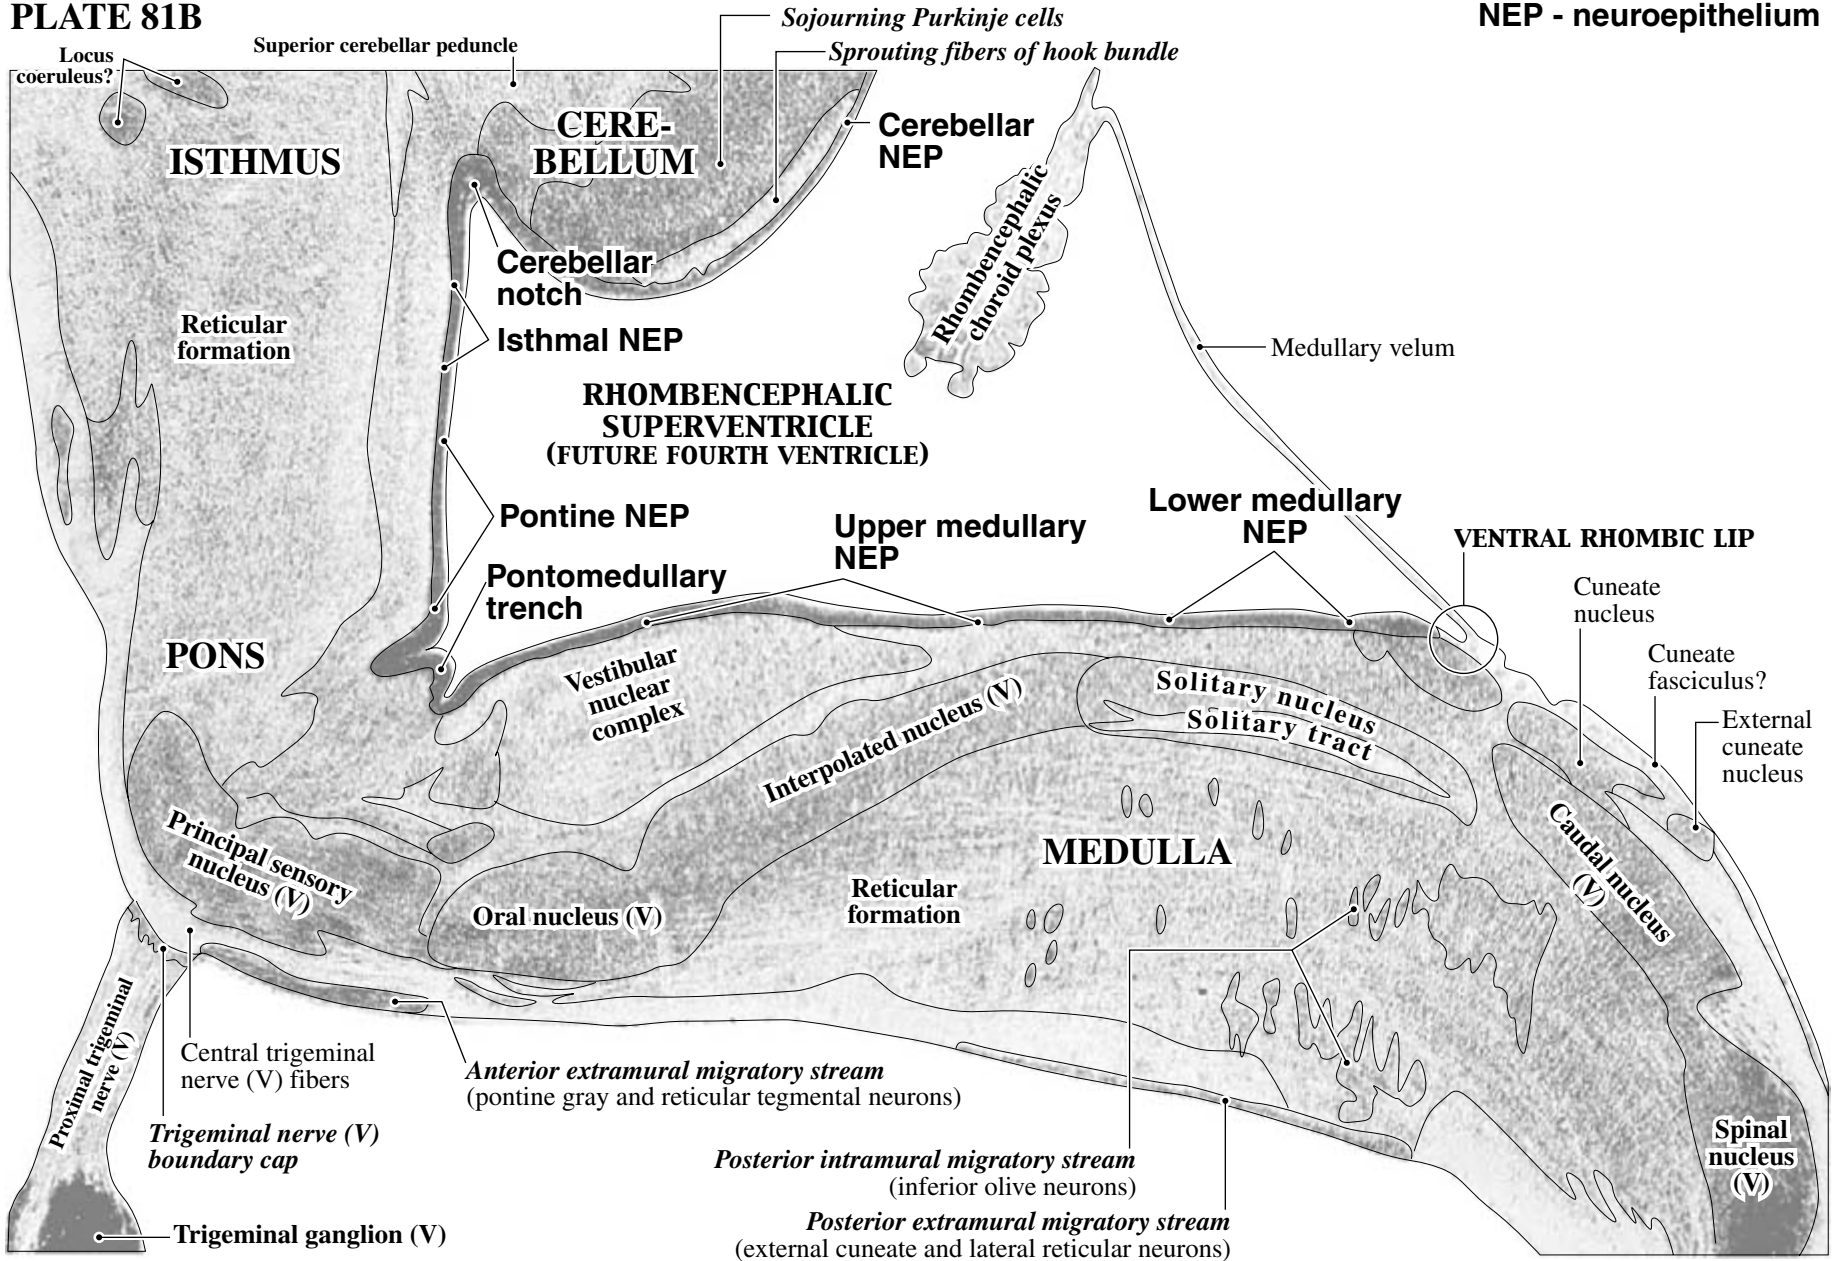 PLATE 81B
NEP - neuroepithelium
Sojourning Purkinje cells
Sprouting fibers of hook bundle
Superior cerebellar peduncle
Locus
coeruleus?
CERE-
BELLUM
ISTHMUS
Cerebellar
NEP
Rhombencephalic
choroid plexus
Cerebellar
notch
Isthmal NEP
Reticular
formation
Medullary velum
RHOMBENCEPHALIC
SUPERVENTRICLE
(FUTURE FOURTH VENTRICLE)
Pontine NEP
Upper medullary
NEP
Lower medullary
NEP
VENTRAL RHOMBIC LIP
Pontomedullary
trench
Cuneate
nucleus
Cuneate
fasciculus?
External
cuneate
nucleus
PONS
Vestibular
nuclear
complex
Interpolated nucleus (V)
Solitary nucleus
Solitary tract
Principal sensory
nucleus (V)
Oral nucleus (V)
MEDULLA
Reticular
formation
Caudal nucleus
(V)
Proximal trigeminal
nerve (V)
Central trigeminal
nerve (V) fibers
Anterior extramural migratory stream
(pontine gray and reticular tegmental neurons)
Trigeminal nerve (V)
boundary cap
Posterior intramural migratory stream
(inferior olive neurons)
Spinal
nucleus
(V)
Posterior extramural migratory stream
(external cuneate and lateral reticular neurons)
Trigeminal ganglion (V)